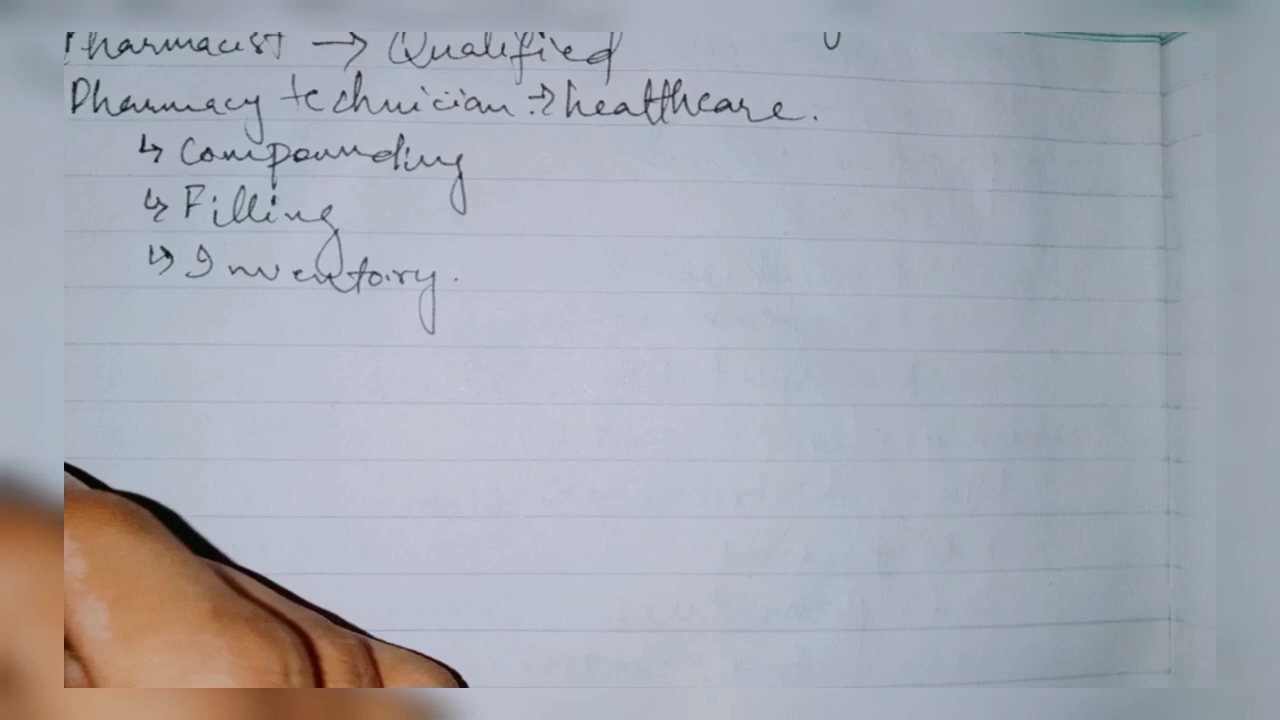 Pharmacist → Qualified
Pharmacy technician :→ healthcare.
↳ Compounding
↳ Filling
↳ Inventory.